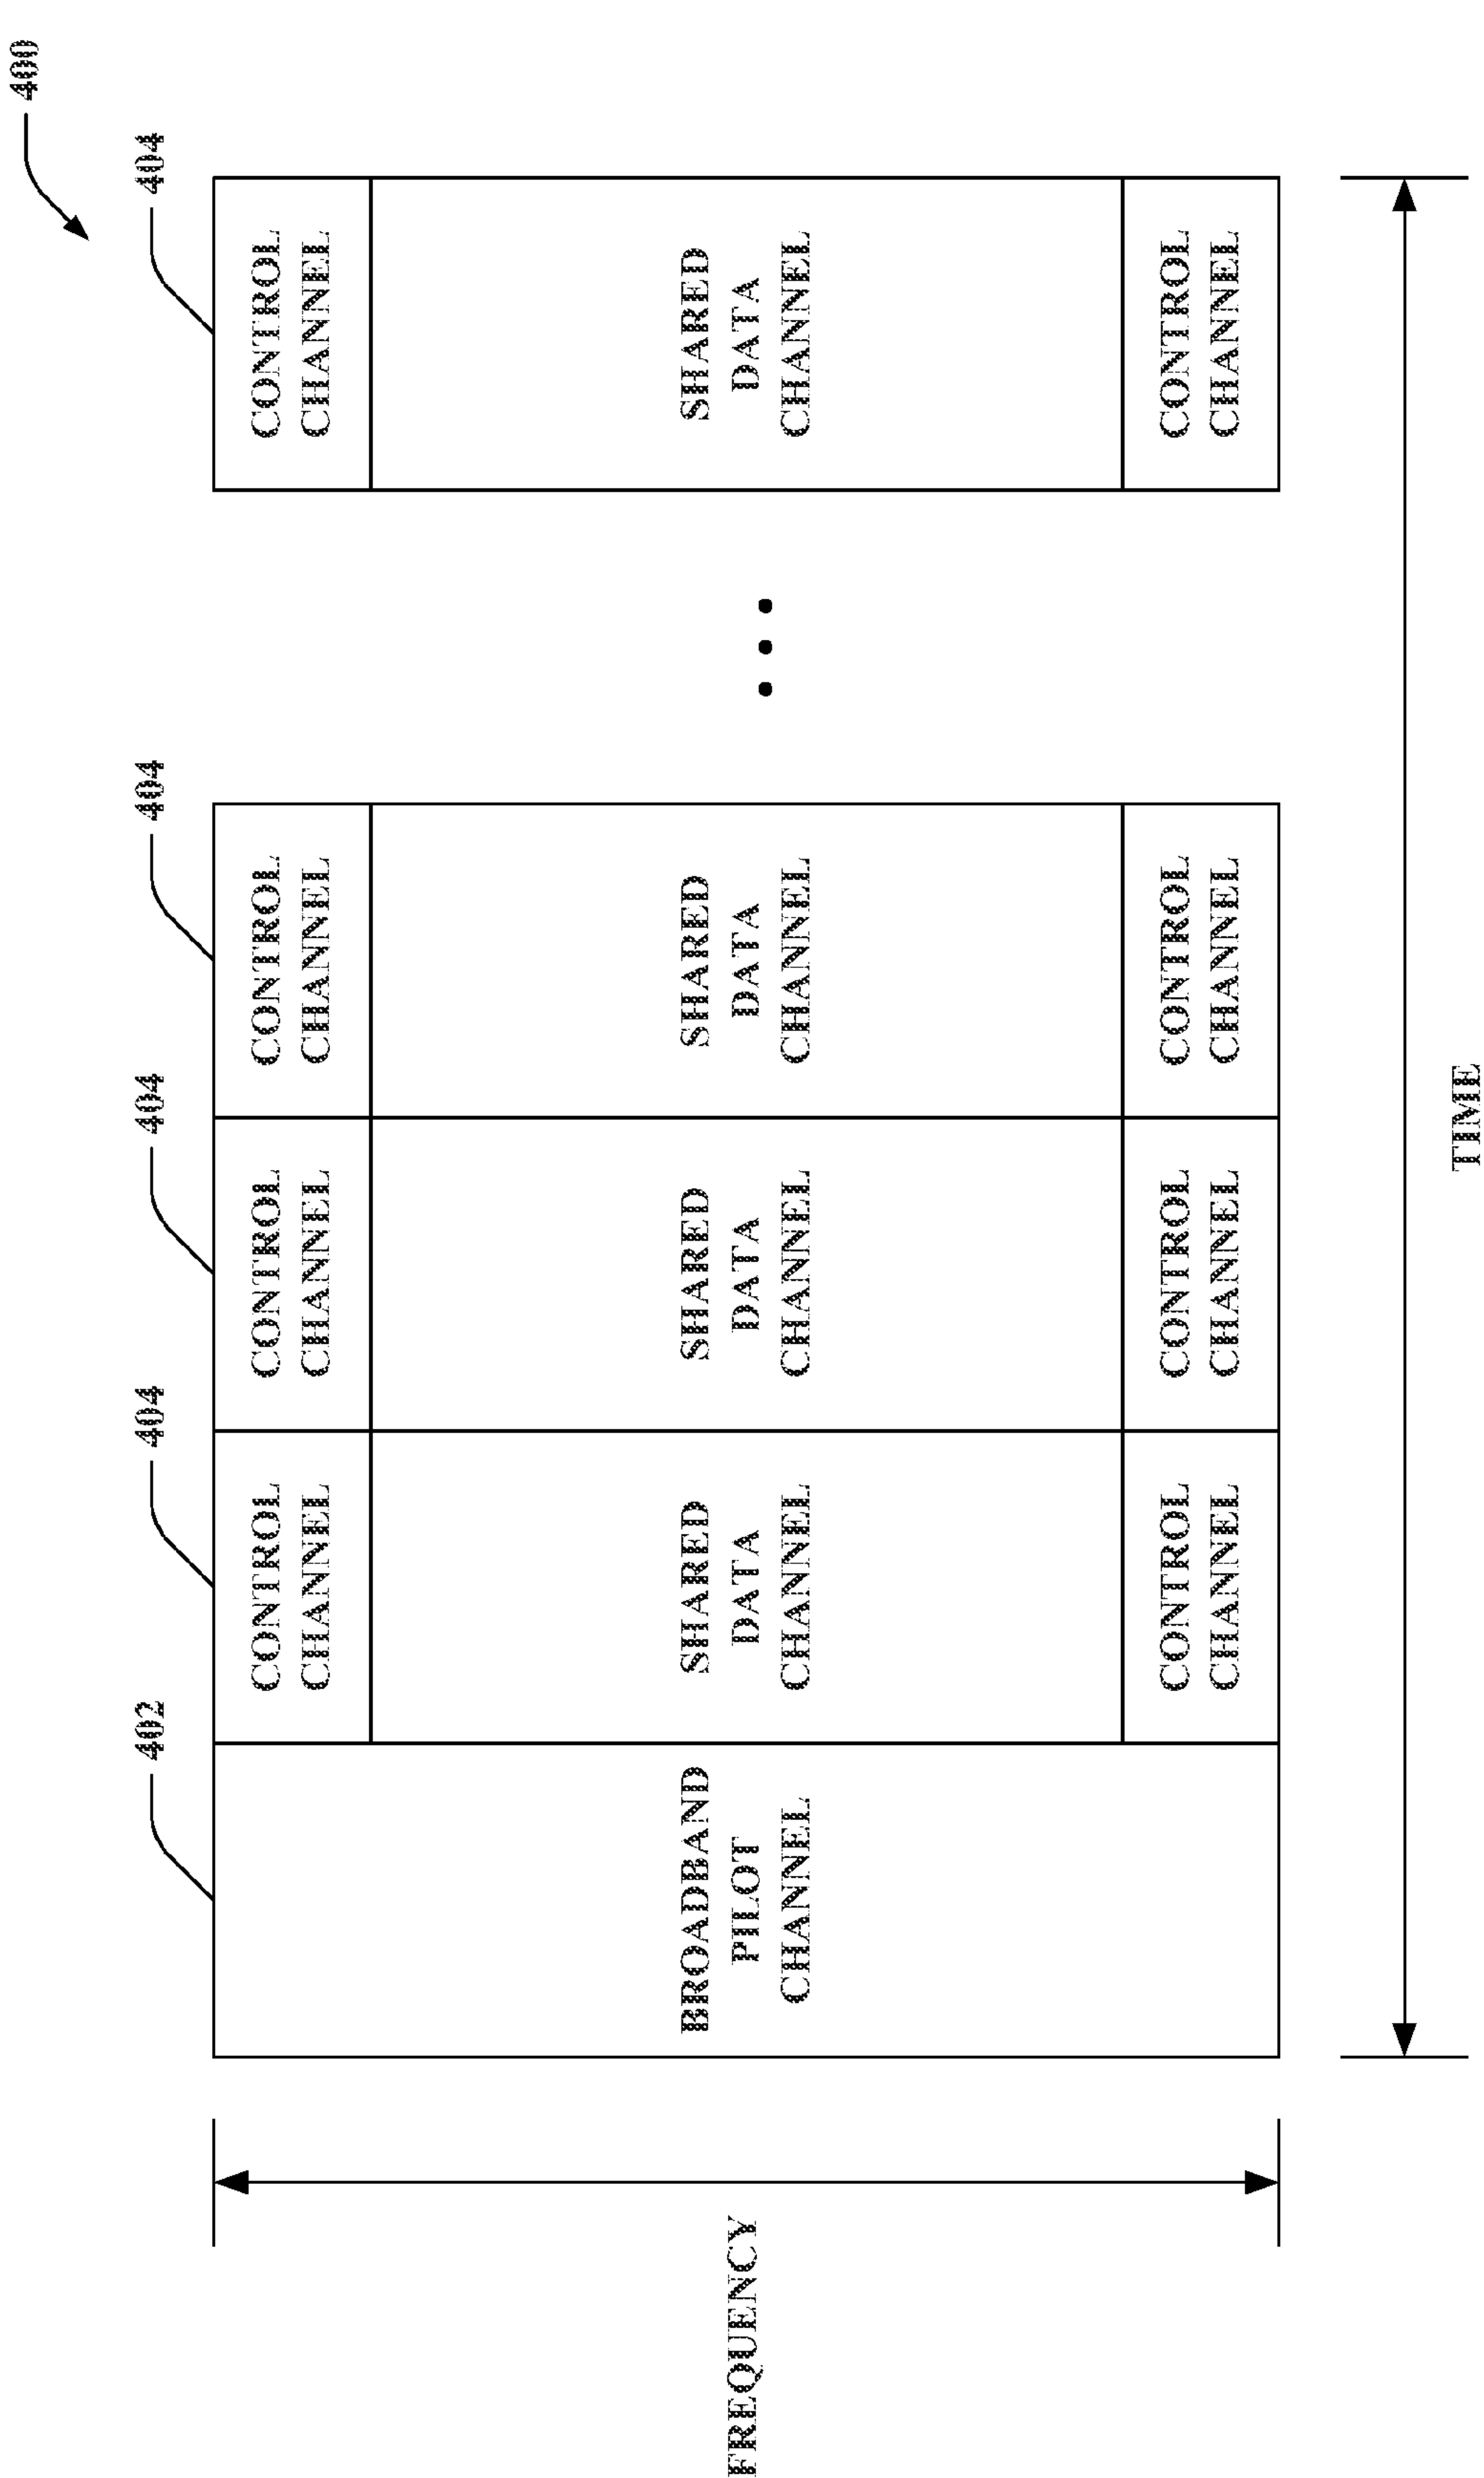 400
402
404
404
404
404
BROADBAND
PILOT
CHANNEL
CONTROL
CHANNEL
SHARED
DATA
CHANNEL
CONTROL
CHANNEL
CONTROL
CHANNEL
SHARED
DATA
CHANNEL
CONTROL
CHANNEL
CONTROL
CHANNEL
SHARED
DATA
CHANNEL
CONTROL
CHANNEL
CONTROL
CHANNEL
SHARED
DATA
CHANNEL
CONTROL
CHANNEL
FREQUENCY
TIME